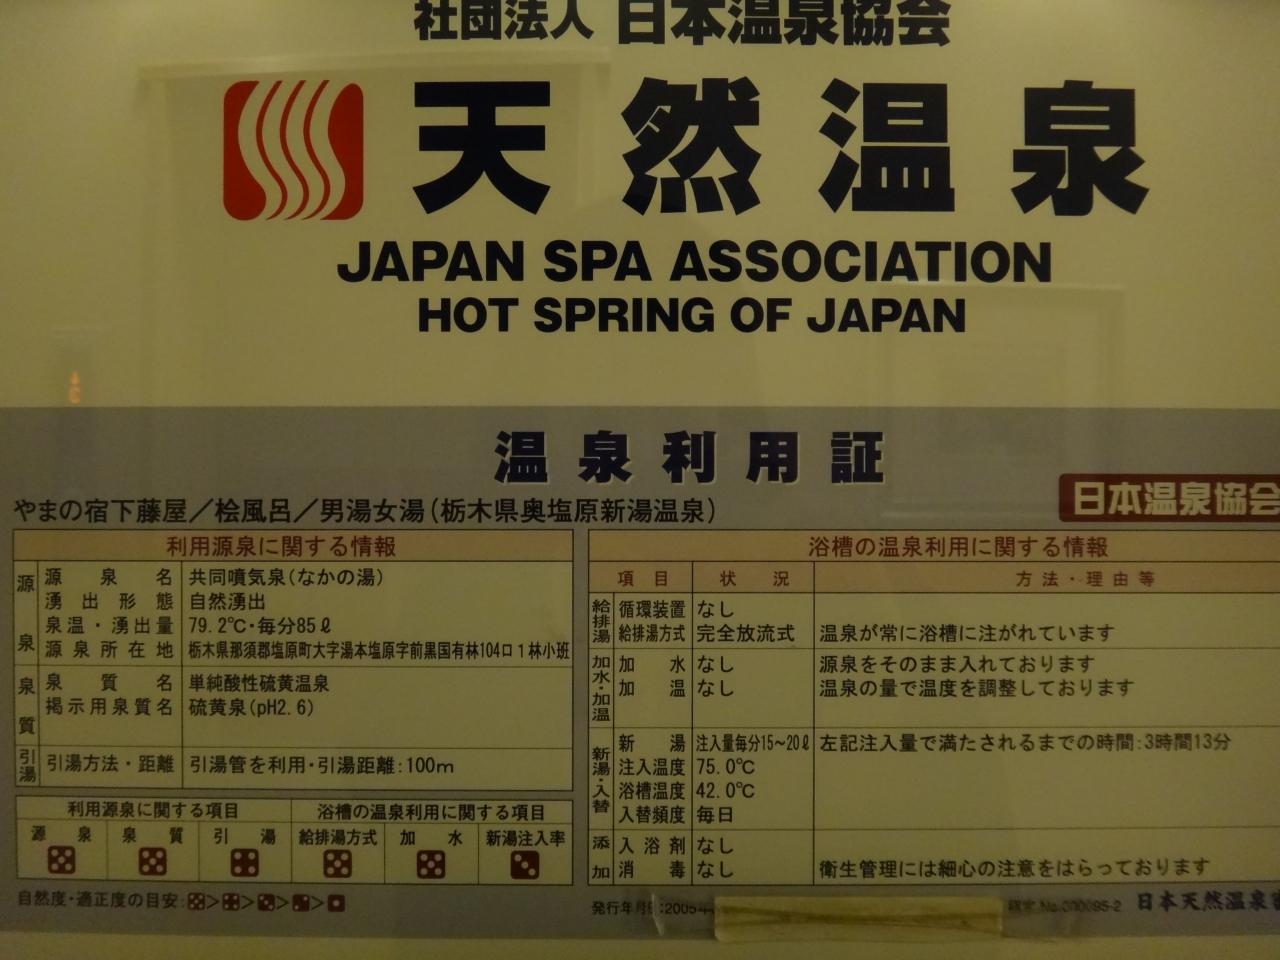 社団法人 日本温泉協会
天然温泉
JAPAN SPA ASSOCIATION
HOT SPRING OF JAPAN
温泉利用証
やまの宿下藤屋／桧風呂／男湯女湯(栃木県奥塩原新湯温泉)
日本温泉協会
利用源泉に関する情報
源泉 源泉名 共同噴気泉(なかの湯)
湧出形態 自然湧出
泉温・湧出量 79.2℃・毎分85ℓ
源泉所在地 栃木県那須郡塩原町大字湯本塩原字前黒国有林104ロ1林小班
泉質 泉質名 単純酸性硫黄温泉
掲示用泉質名 硫黄泉(pH2.6)
引湯 引湯方法・距離 引湯管を利用・引湯距離:100m
利用源泉に関する項目 浴槽の温泉利用に関する項目
源泉 泉質 引湯 給排湯方式 加水 新湯注入率
自然度・適正度の目安:
浴槽の温泉利用に関する情報
項目 状況 方法・理由等
給排湯 循環装置 なし
給排湯方式 完全放流式 温泉が常に浴槽に注がれています
加水・加温 加水 なし 源泉をそのまま入れております
加温 なし 温泉の量で温度を調整しております
新湯・入替 新湯 注入量毎分15～20ℓ 左記注入量で満たされるまでの時間:3時間13分
注入温度 75.0℃
浴槽温度 42.0℃
入替頻度 毎日
添加 入浴剤 なし
消毒 なし 衛生管理には細心の注意をはらっております
発行年月日:2005年 No.000095-2 日本天然温泉